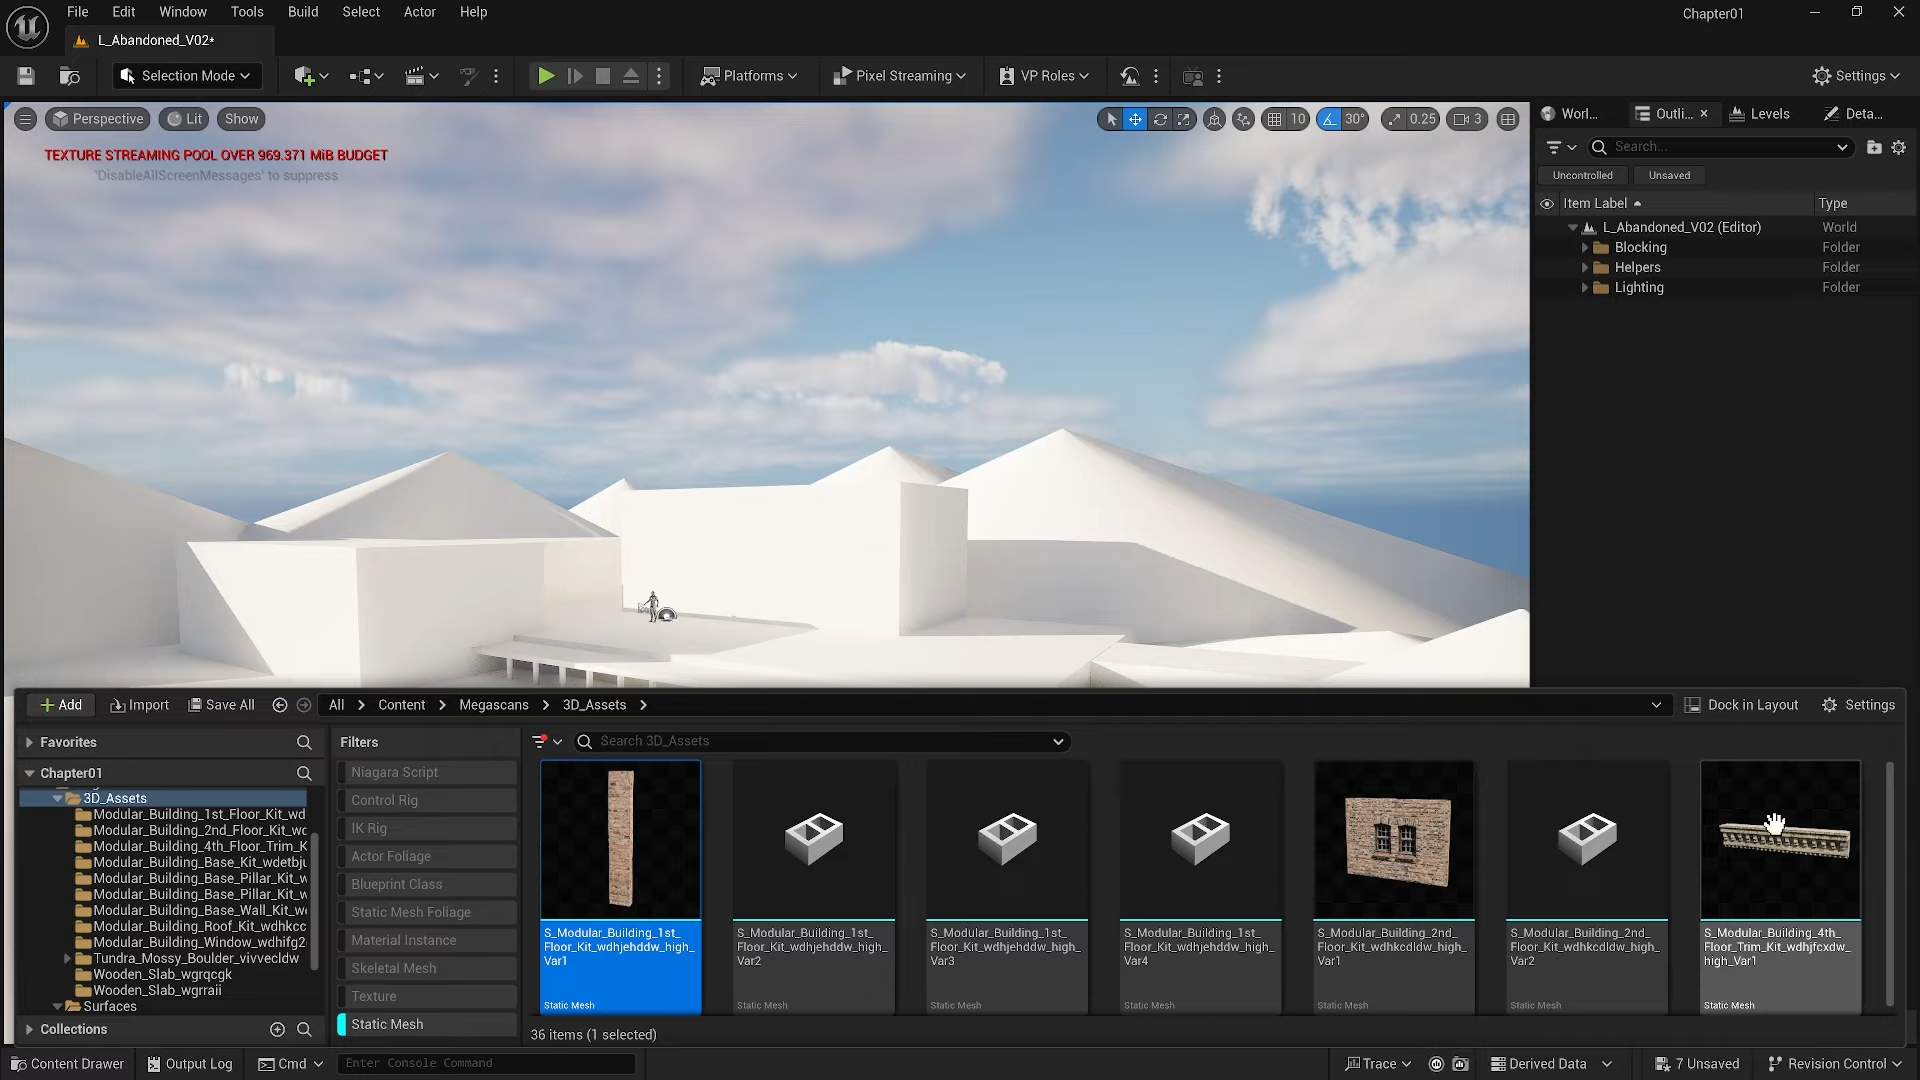 File Edit Window Tools Build Select Actor Help
Chapter01
L_Abandoned_V02*
Selection Mode
Platforms
Pixel Streaming
VP Roles
Settings
Perspective
Lit
Show
10
30°
0.25
3
TEXTURE STREAMING POOL OVER 969.371 MiB BUDGET
'DisableAllScreenMessages' to suppress
Worl...
Outli...
Levels
Deta...
Search...
Uncontrolled
Unsaved
Item Label
Type
L_Abandoned_V02 (Editor)
World
Blocking
Folder
Helpers
Folder
Lighting
Folder
Add
Import
Save All
All
Content
Megascans
3D_Assets
Dock in Layout
Settings
Favorites
Chapter01
3D_Assets
Modular_Building_1st_Floor_Kit_wd
Modular_Building_2nd_Floor_Kit_wd
Modular_Building_4th_Floor_Trim_K
Modular_Building_Base_Kit_wdetbju
Modular_Building_Base_Pillar_Kit_w
Modular_Building_Base_Pillar_Kit_w
Modular_Building_Base_Wall_Kit_w
Modular_Building_Roof_Kit_wdhkcc
Modular_Building_Window_wdhifg2
Tundra_Mossy_Boulder_vivvecldw
Wooden_Slab_wgrqcgk
Wooden_Slab_wgrraii
Surfaces
Collections
Filters
Niagara Script
Control Rig
IK Rig
Actor Foliage
Blueprint Class
Static Mesh Foliage
Material Instance
Skeletal Mesh
Texture
Static Mesh
Search 3D_Assets
S_Modular_Building_1st_
Floor_Kit_wdhjehddw_high_
Var1
Static Mesh
S_Modular_Building_1st_
Floor_Kit_wdhjehddw_high_
Var2
Static Mesh
S_Modular_Building_1st_
Floor_Kit_wdhjehddw_high_
Var3
Static Mesh
S_Modular_Building_1st_
Floor_Kit_wdhjehddw_high_
Var4
Static Mesh
S_Modular_Building_2nd_
Floor_Kit_wdhkcdldw_high_
Var1
Static Mesh
S_Modular_Building_2nd_
Floor_Kit_wdhkcdldw_high_
Var2
Static Mesh
S_Modular_Building_4th_
Floor_Trim_Kit_wdhjfcxdw_
high_Var1
Static Mesh
36 items (1 selected)
Content Drawer
Output Log
Cmd
Enter Console Command
Trace
Derived Data
7 Unsaved
Revision Control